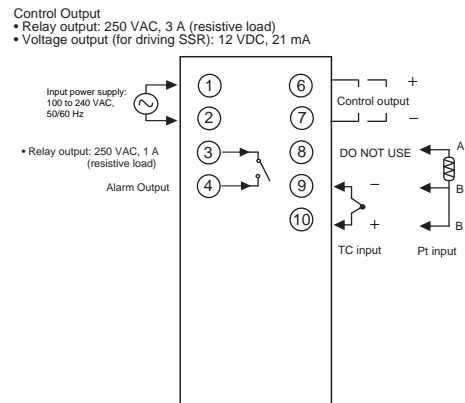 Control Output
• Relay output: 250 VAC, 3 A (resistive load)
• Voltage output (for driving SSR): 12 VDC, 21 mA
Input power supply:
100 to 240 VAC,
50/60 Hz
1
2
• Relay output: 250 VAC, 1 A
(resistive load)
3
Alarm Output
4
6
+
Control output
7
−
8
DO NOT USE
A
9
−
B
10
+
B
TC input
Pt input